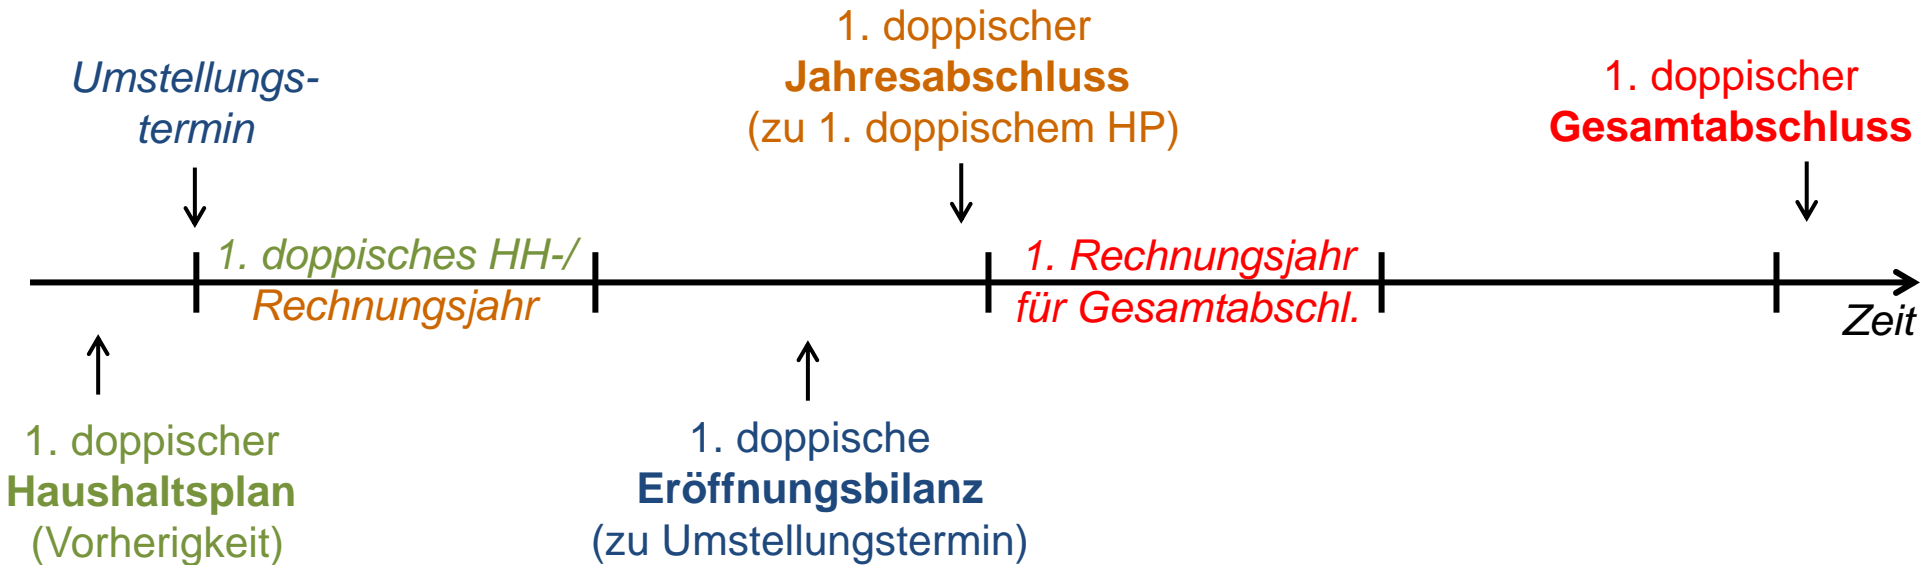 Umstellungs-
termin
1. doppischer
Jahresabschluss
(zu 1. doppischem HP)
1. doppischer
Gesamtabschluss
1. doppisches HH-/
Rechnungsjahr
1. Rechnungsjahr
für Gesamtabschl.
Zeit
1. doppischer
Haushaltsplan
(Vorherigkeit)
1. doppische
Eröffnungsbilanz
(zu Umstellungstermin)